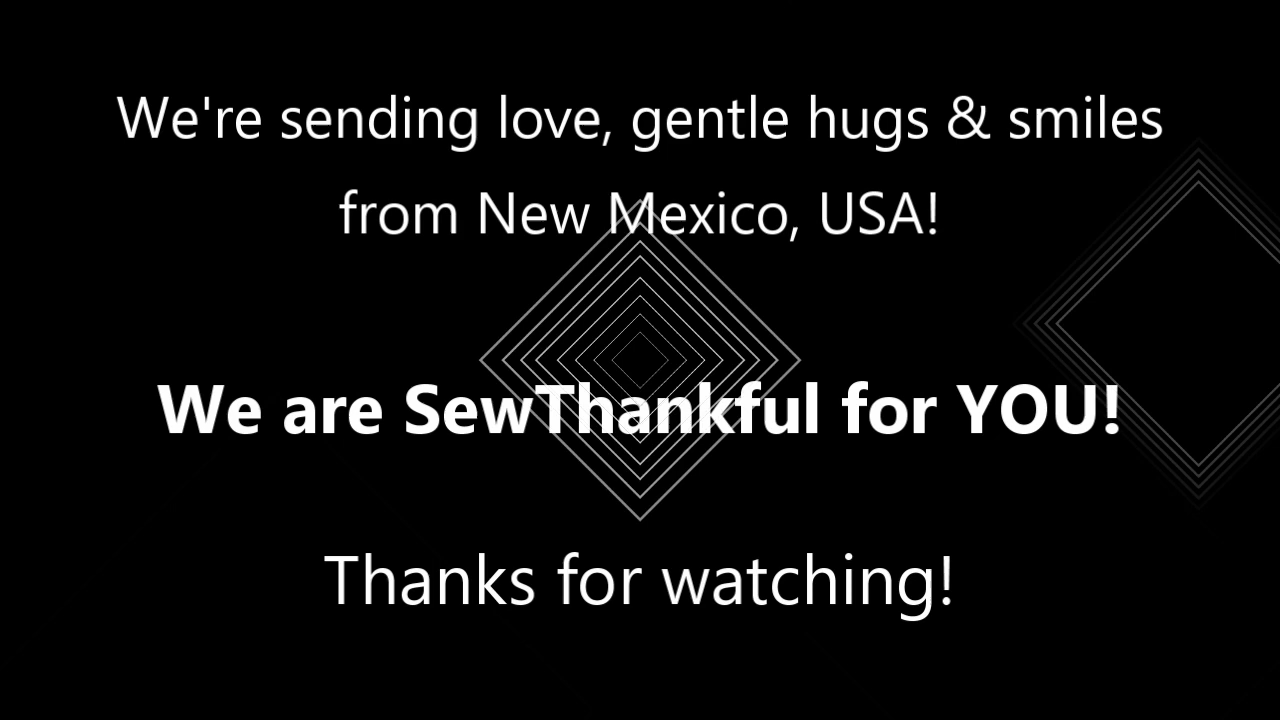 We're sending love, gentle hugs & smiles
from New Mexico, USA!
We are SewThankful for YOU!
Thanks for watching!